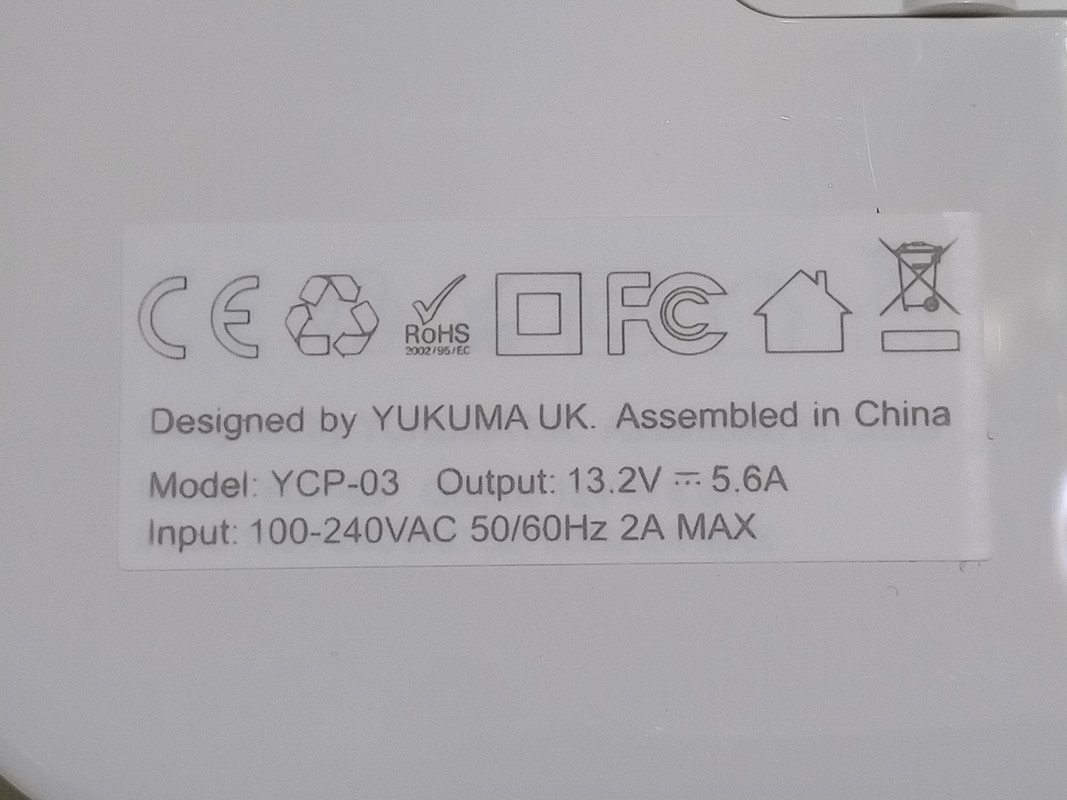 CE
RoHS
2002/95/EC
FC
Designed by YUKUMA UK. Assembled in China
Model: YCP-03 Output: 13.2V ⎓ 5.6A
Input: 100-240VAC 50/60Hz 2A MAX